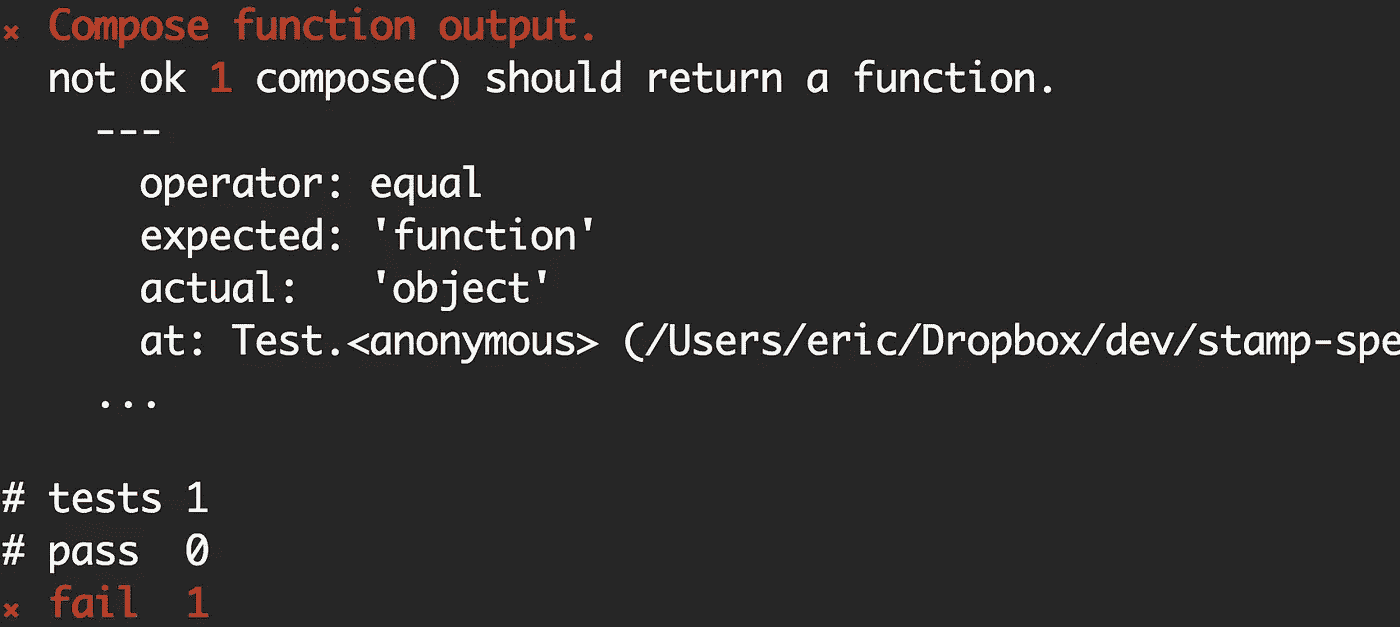 × Compose function output.
not ok 1 compose() should return a function.
---
operator: equal
expected: 'function'
actual: 'object'
at: Test.<anonymous> (/Users/eric/Dropbox/dev/stamp-spe
...
# tests 1
# pass 0
× fail 1